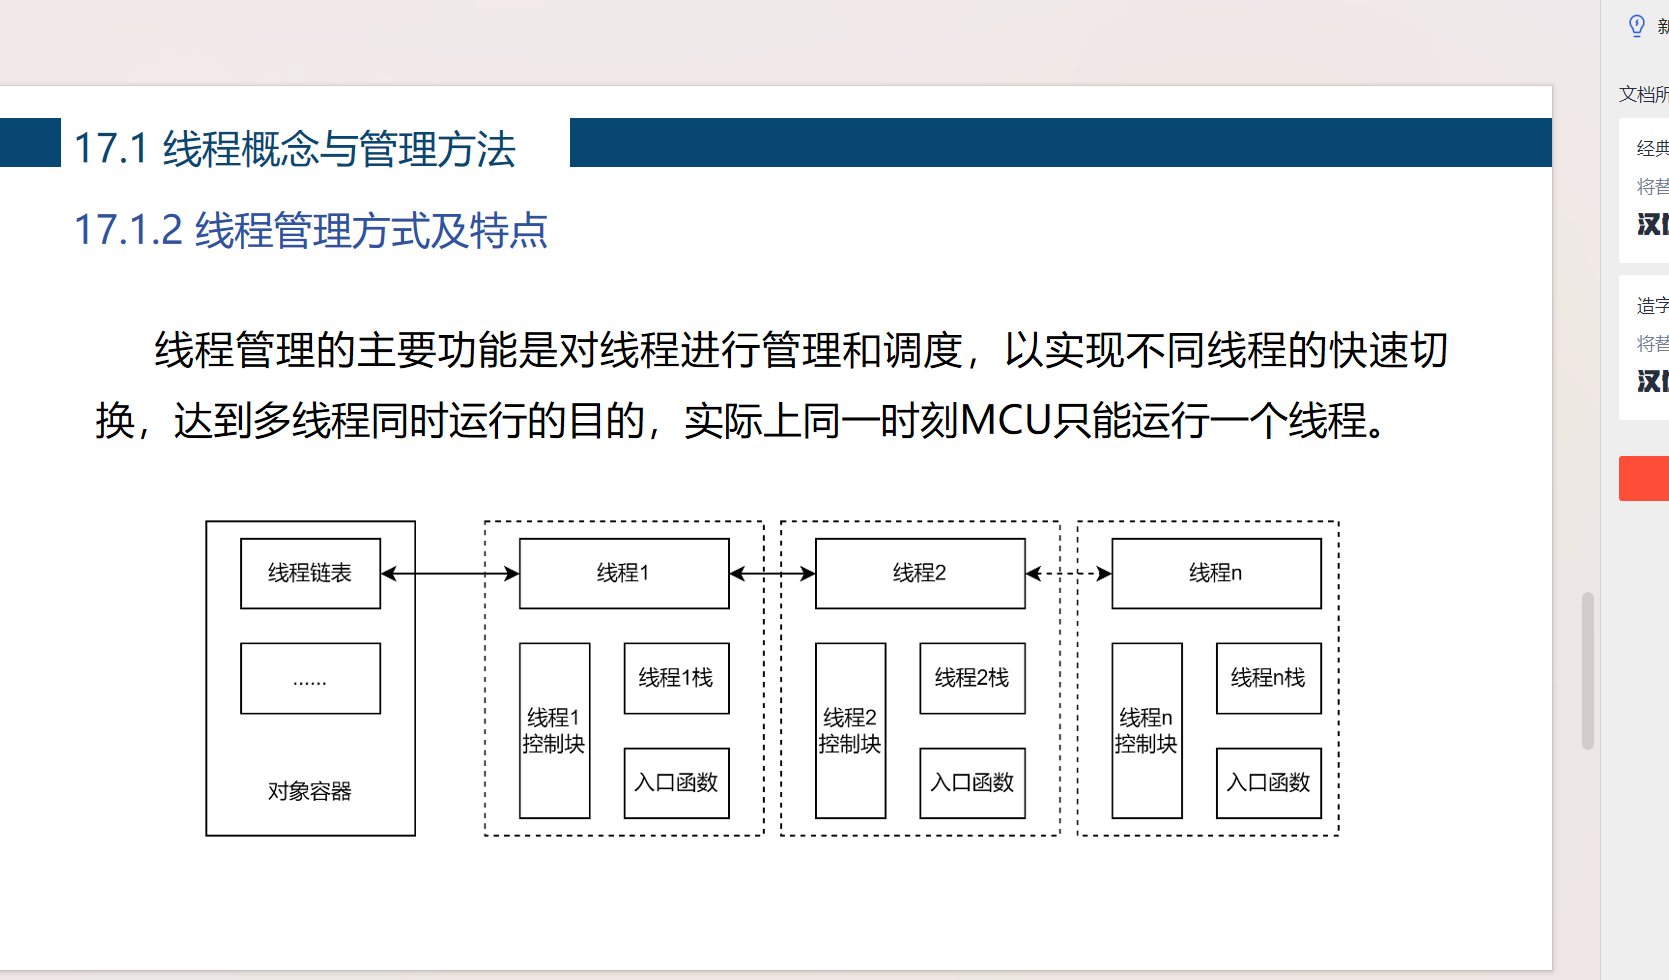 17.1 线程概念与管理方法
17.1.2 线程管理方式及特点
线程管理的主要功能是对线程进行管理和调度，以实现不同线程的快速切
换，达到多线程同时运行的目的，实际上同一时刻MCU只能运行一个线程。
线程链表
......
对象容器
线程1
线程1
控制块
线程1栈
入口函数
线程2
线程2
控制块
线程2栈
入口函数
线程n
线程n
控制块
线程n栈
入口函数
新
文档所
经典
将替
汉仪
造字
将替
汉仪